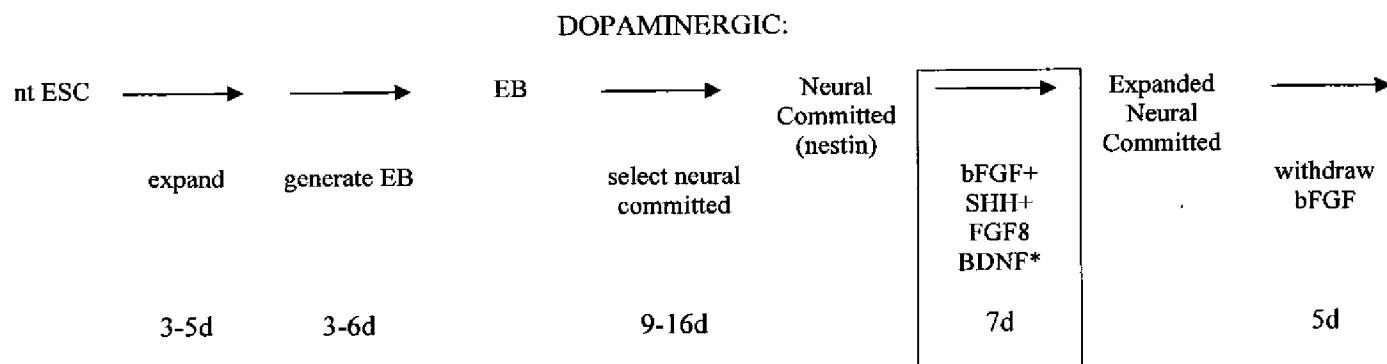 DOPAMINERGIC:
nt ESC
EB
Neural
Committed
(nestin)
Expanded
Neural
Committed
expand
generate EB
select neural
committed
bFGF+
SHH+
FGF8
BDNF*
withdraw
bFGF
3-5d
3-6d
9-16d
7d
5d